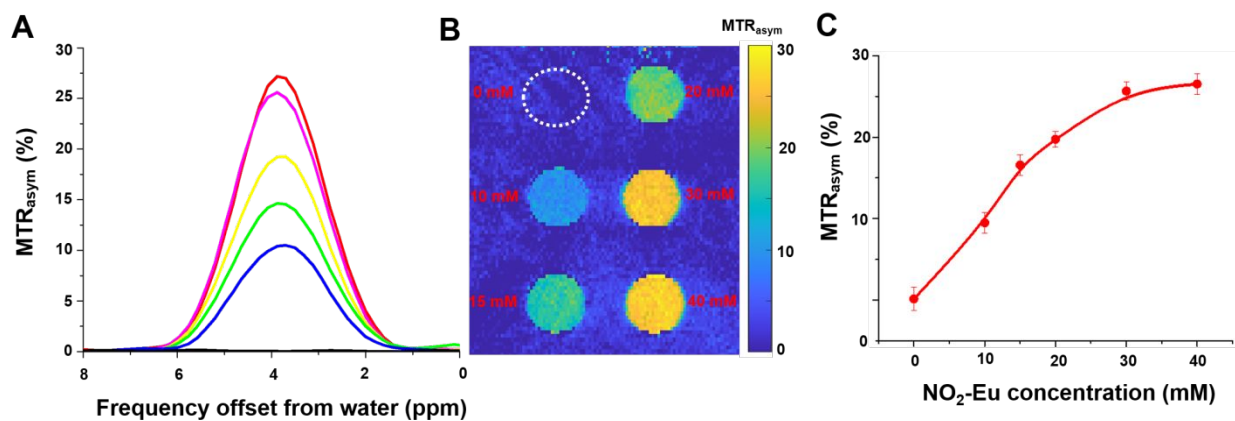 A
MTRasym (%)
30
25
20
15
10
5
0
8
6
4
2
0
Frequency offset from water (ppm)
B
MTRasym
0 mM
20 mM
10 mM
30 mM
15 mM
40 mM
30
20
10
0
C
MTRasym (%)
30
20
10
0
0
10
20
30
40
NO2-Eu concentration (mM)